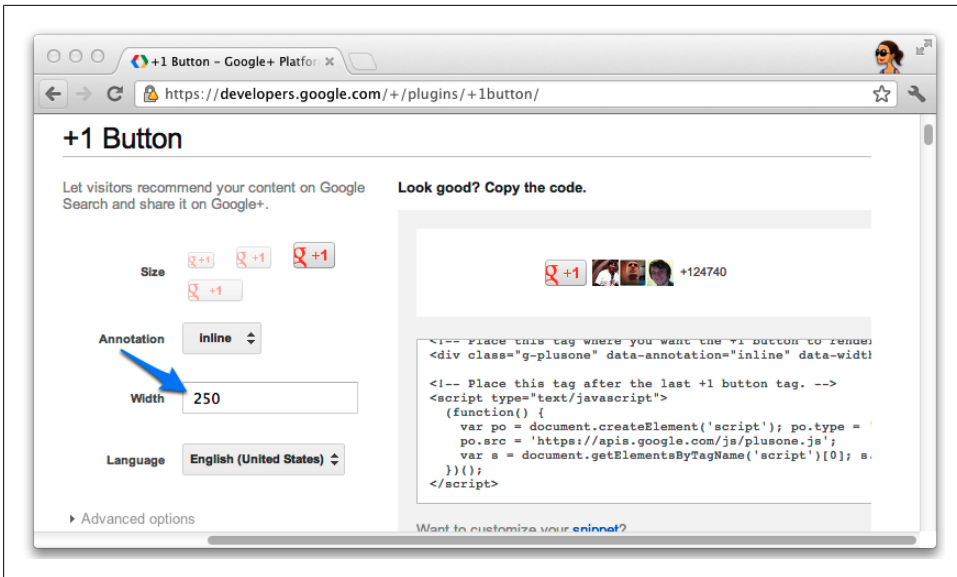 +1 Button - Google+ Platfor
https://developers.google.com/+/plugins/+1button/
+1 Button
Let visitors recommend your content on Google
Search and share it on Google+.
Size
g +1
g +1
g +1
g +1
Annotation
inline
Width
250
Language
English (United States)
Advanced options
Look good? Copy the code.
g +1
+124740
<!-- Place this tag where you want the +1 button to render
<div class="g-plusone" data-annotation="inline" data-width
<!-- Place this tag after the last +1 button tag. -->
<script type="text/javascript">
(function() {
var po = document.createElement('script'); po.type = '
po.src = 'https://apis.google.com/js/plusone.js';
var s = document.getElementsByTagName('script')[0]; s.
})();
</script>
Want to customize your snippet?